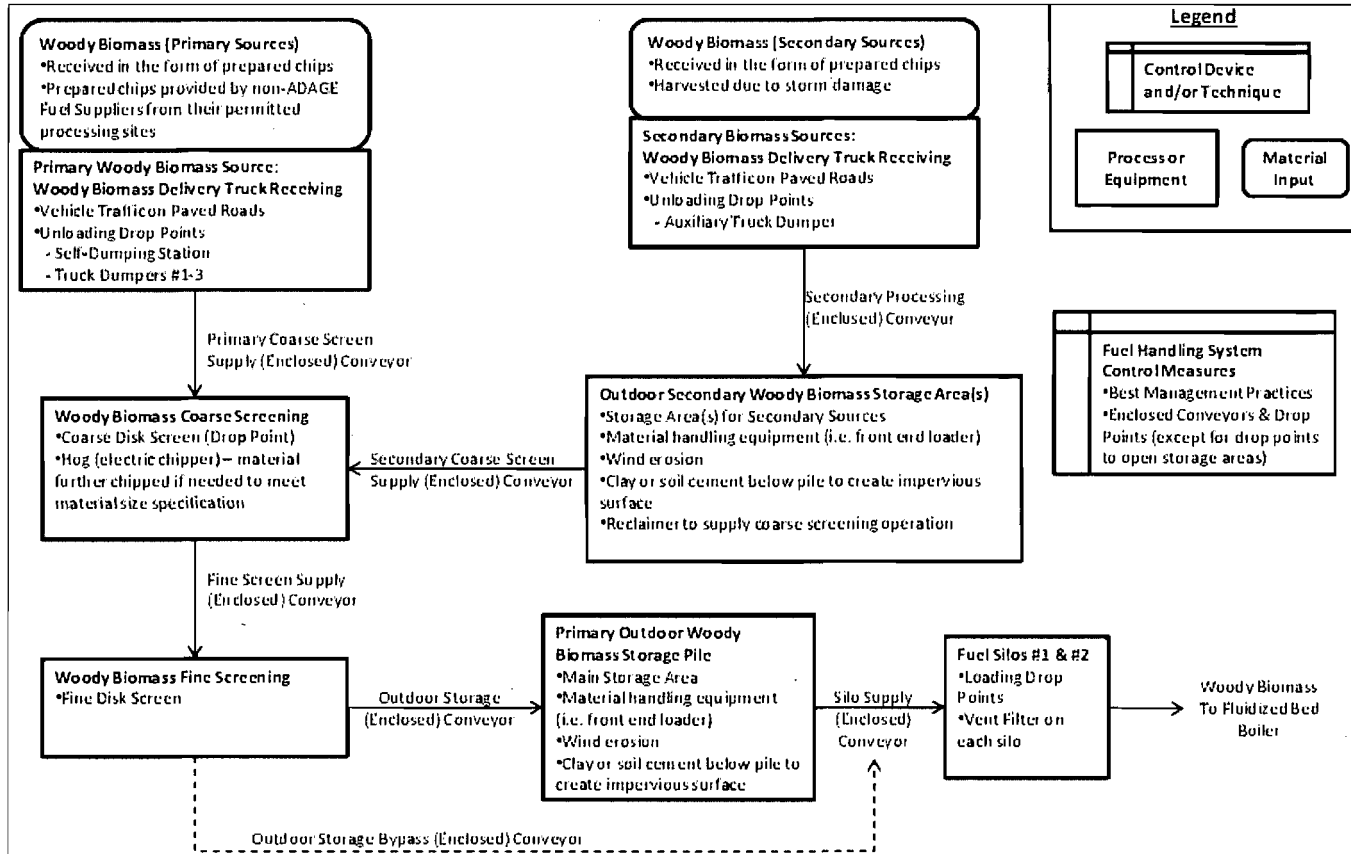 Woody Biomass (Primary Sources)
•Received in the form of prepared chips
•Prepared chips provided by non-ADAGE
Fuel Suppliers from their permitted
processing sites
Primary Woody Biomass Source:
Woody Biomass Delivery Truck Receiving
•Vehicle Traffic on Paved Roads
•Unloading Drop Points
- Self-Dumping Station
- Truck Dumpers #1-3
Woody Biomass (Secondary Sources)
•Received in the form of prepared chips
•Harvested due to storm damage
Secondary Biomass Sources:
Woody Biomass Delivery Truck Receiving
•Vehicle Traffic on Paved Roads
•Unloading Drop Points
- Auxiliary Truck Dumper
Legend
Control Device
and/or Technique
Process or
Equipment
Material
Input
Primary Coarse Screen
Supply (Enclosed) Conveyor
Secondary Processing
(Enclosed) Conveyor
Fuel Handling System
Control Measures
•Best Management Practices
•Enclosed Conveyors & Drop
Points (except for drop points
to open storage areas)
Woody Biomass Coarse Screening
•Coarse Disk Screen (Drop Point)
•Hog (electric chipper) – material
further chipped if needed to meet
material size specification
Secondary Coarse Screen
Supply (Enclosed) Conveyor
Outdoor Secondary Woody Biomass Storage Area(s)
•Storage Area(s) for Secondary Sources
•Material handling equipment (i.e. front end loader)
•Wind erosion
•Clay or soil cement below pile to create impervious
surface
•Reclaimer to supply coarse screening operation
Fine Screen Supply
(Enclosed) Conveyor
Woody Biomass Fine Screening
•Fine Disk Screen
Outdoor Storage
(Enclosed) Conveyor
Primary Outdoor Woody
Biomass Storage Pile
•Main Storage Area
•Material handling equipment
(i.e. front end loader)
•Wind erosion
•Clay or soil cement below pile to
create impervious surface
Silo Supply
(Enclosed)
Conveyor
Fuel Silos #1 & #2
•Loading Drop
Points
•Vent Filter on
each silo
Woody Biomass
To Fluidized Bed
Boiler
Outdoor Storage Bypass (Enclosed) Conveyor